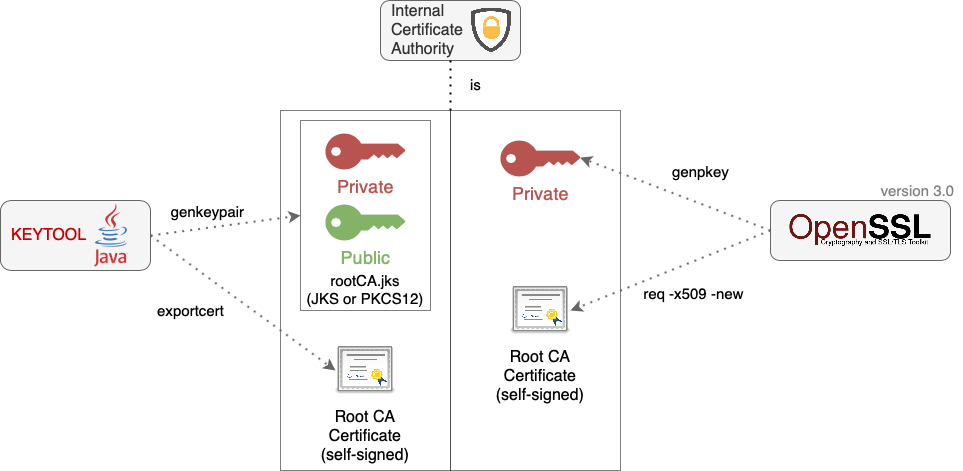 Internal
Certificate
Authority
is
Private
genpkey
Private
version 3.0
genkeypair
KEYTOOL
Java
Public
OpenSSL
Cryptography and SSL/TLS Toolkit
rootCA.jks
(JKS or PKCS12)
exportcert
req -x509 -new
Root CA
Certificate
(self-signed)
Root CA
Certificate
(self-signed)